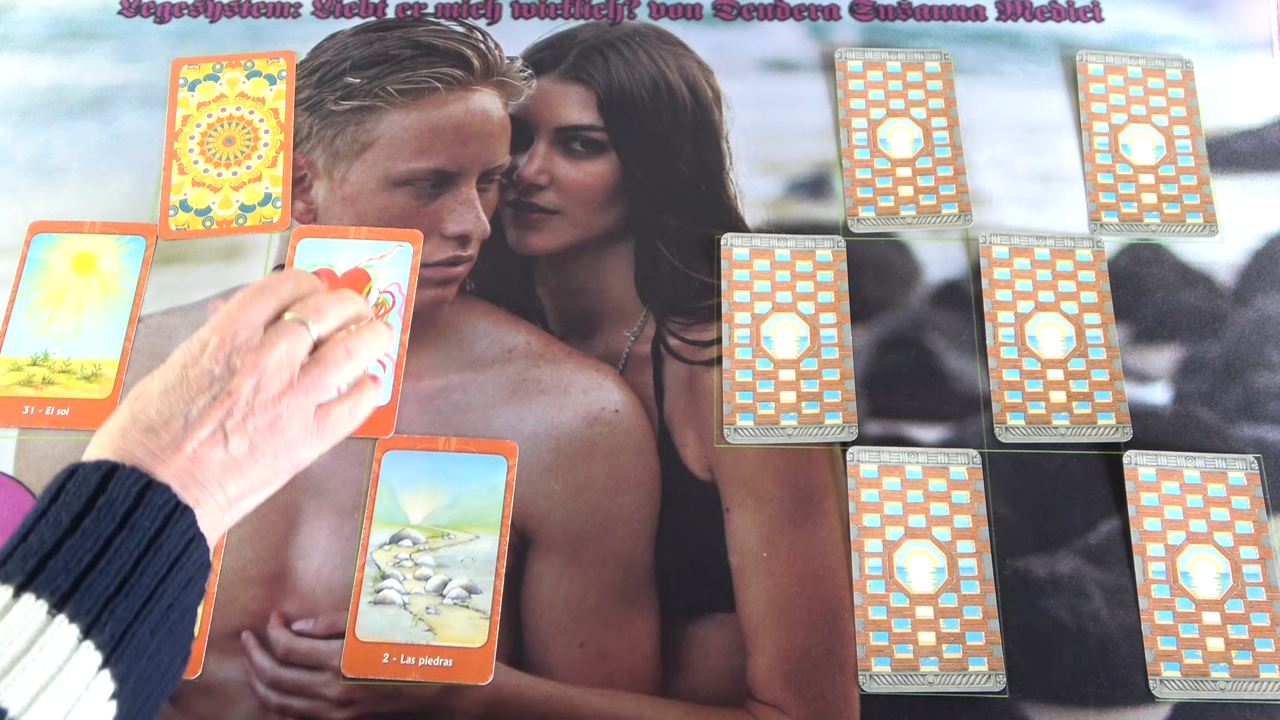 Legesystem: Liebt er mich wirklich? von Dendera Susanna Medici
31 - El sol
2 - Las piedras